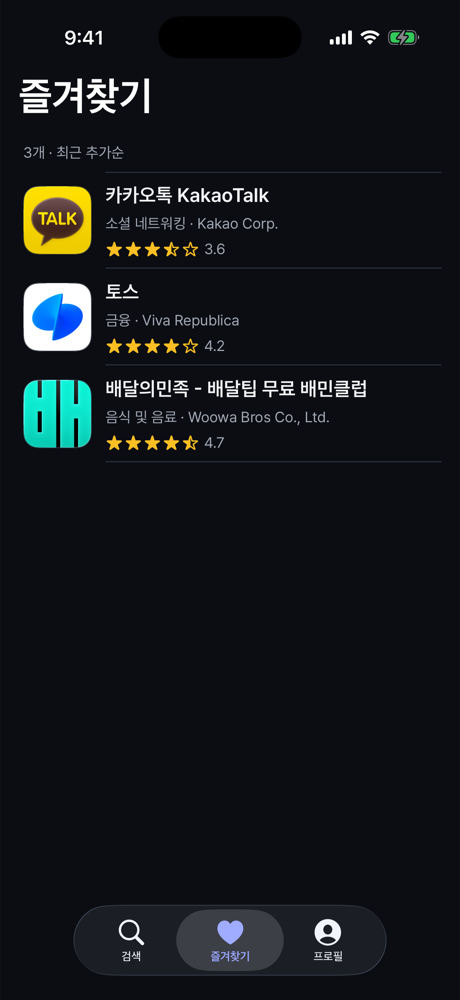 9:41
즐겨찾기
3개 · 최근 추가순
카카오톡 KakaoTalk
TALK
소셜 네트워킹 · Kakao Corp.
3.6
토스
금융 · Viva Republica
4.2
배달의민족 - 배달팁 무료 배민클럽
배
음식 및 음료 · Woowa Bros Co., Ltd.
4.7
검색
즐겨찾기
프로필